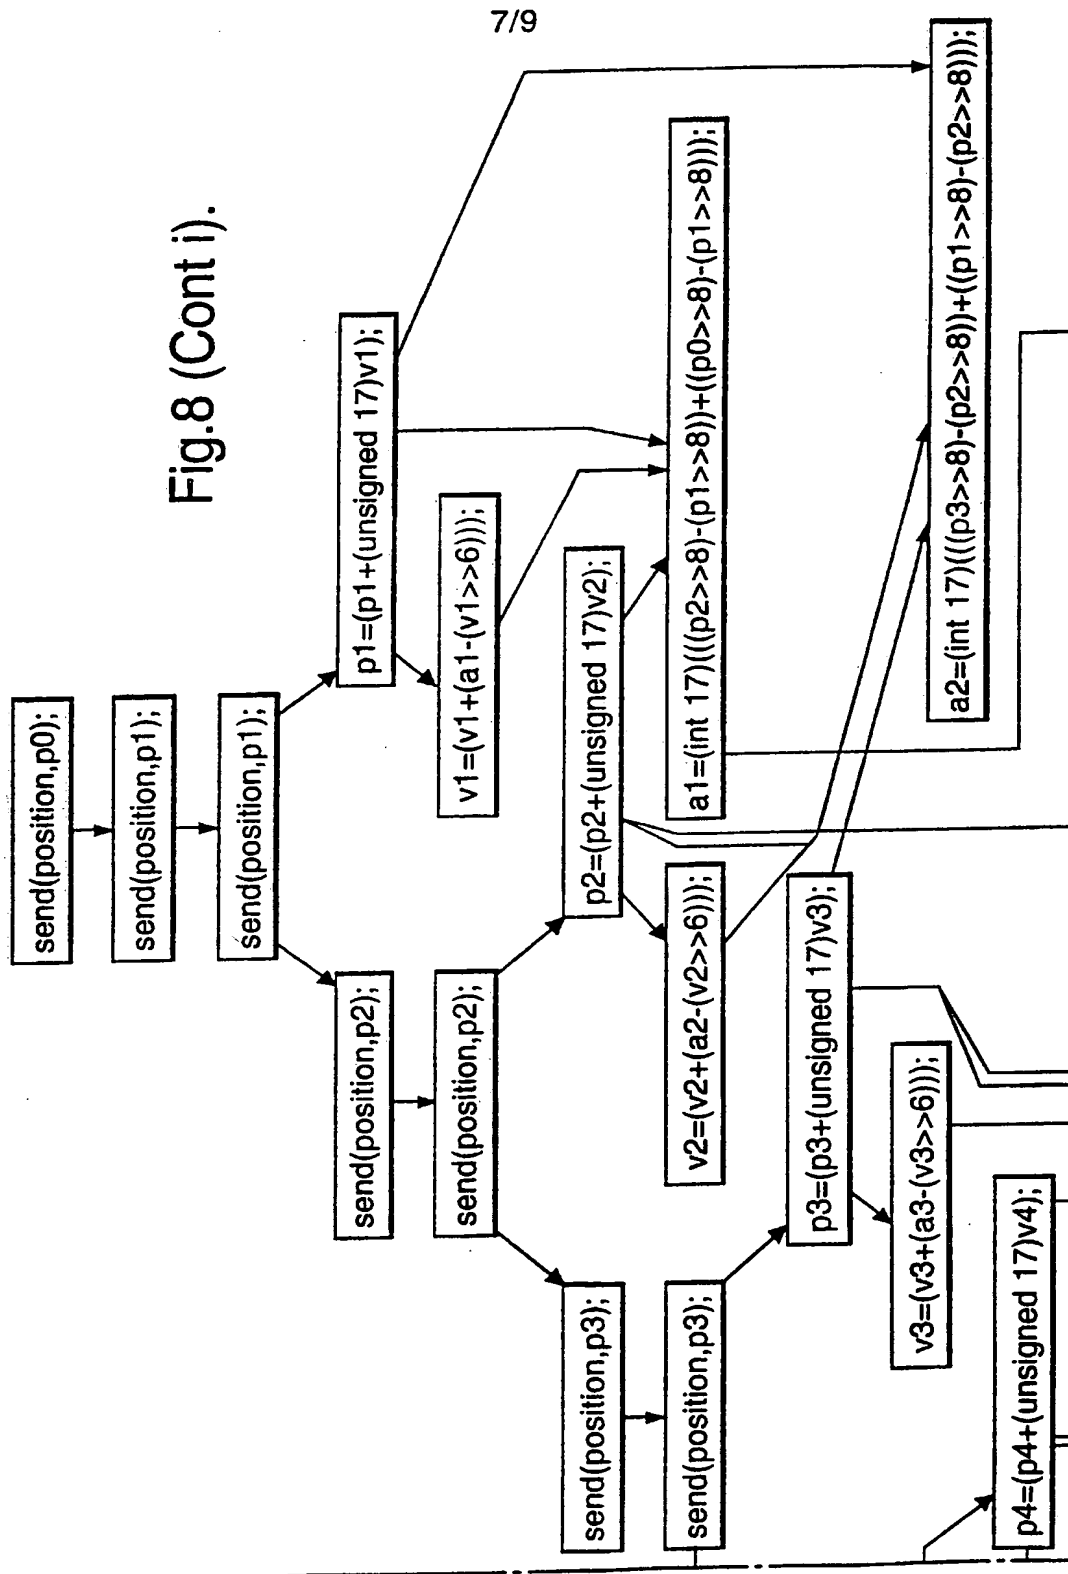 7/9
Fig.8 (Cont i).
send(position,p0);
send(position,p1);
send(position,p1);
p1=(p1+(unsigned 17)v1);
send(position,p2);
v1=(v1+(a1-(v1>>6)));
send(position,p2);
p2=(p2+(unsigned 17)v2);
send(position,p3);
a1=(int 17)(((p2>>8)-(p1>>8))+((p0>>8)-(p1>>8)));
v2=(v2+(a2-(v2>>6)));
send(position,p3);
p3=(p3+(unsigned 17)v3);
v3=(v3+(a3-(v3>>6)));
a2=(int 17)(((p3>>8)-(p2>>8))+((p1>>8)-(p2>>8)));
p4=(p4+(unsigned 17)v4);